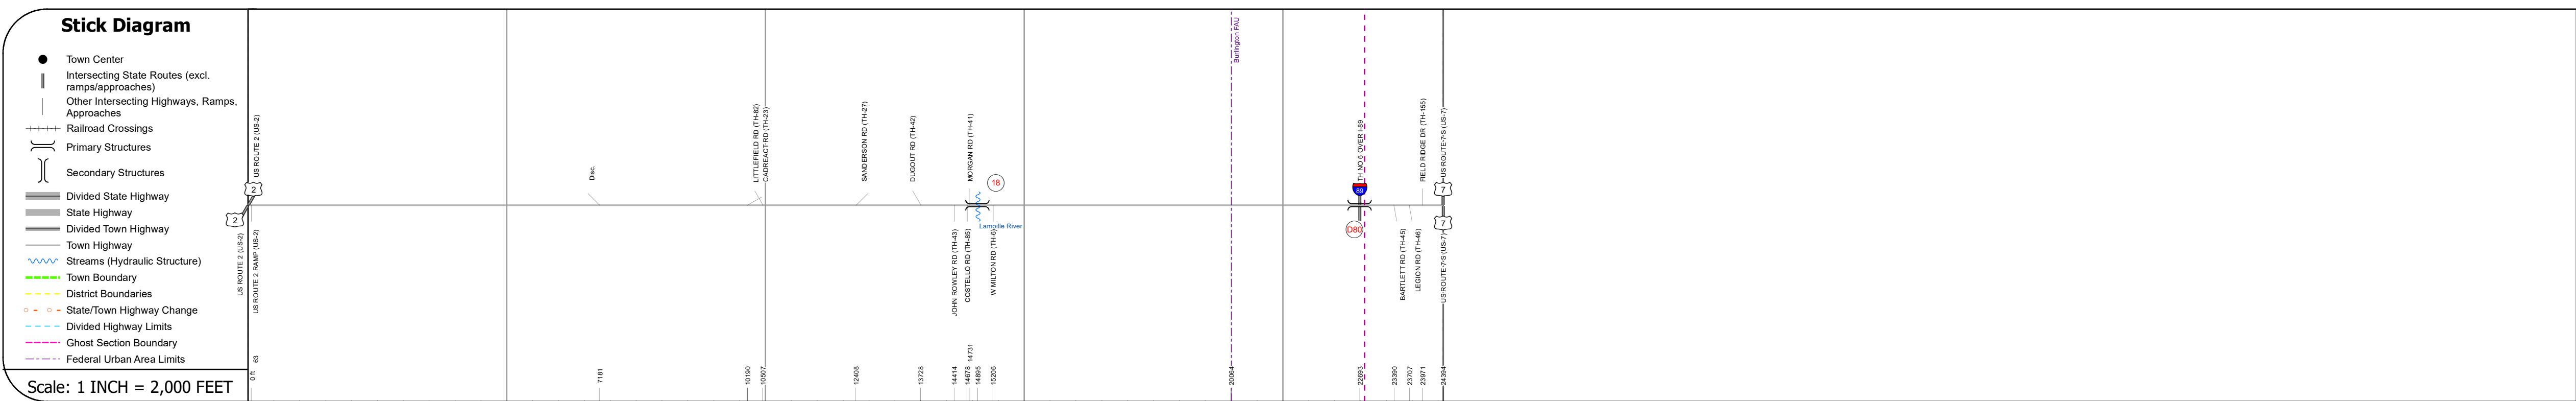 Stick Diagram
Town Center
Intersecting State Routes (excl.
ramps/approaches)
Other Intersecting Highways, Ramps,
Approaches
Railroad Crossings
Primary Structures
Secondary Structures
Divided State Highway
State Highway
Divided Town Highway
Town Highway
Streams (Hydraulic Structure)
Town Boundary
District Boundaries
State/Town Highway Change
Divided Highway Limits
Ghost Section Boundary
Federal Urban Area Limits
Scale: 1 INCH = 2,000 FEET
US ROUTE 2 (US-2)
2
2
US ROUTE 2 (US-2)
US ROUTE 2 RAMP (US-2)
Disc.
LITTLEFIELD RD (TH-82)
CADREACT RD (TH-23)
SANDERSON RD (TH-27)
DUGOUT RD (TH-42)
MORGAN RD (TH-41)
18
Lamoille River
JOHN ROWLEY RD (TH-43)
COSTELLO RD (TH-85)
W MILTON RD (TH-6)
Burlington FAU
TH NO 6 OVER I-89
89
D80
FIELD RIDGE DR (TH-155)
US ROUTE-7-S (US-7)
7
7
BARTLETT RD (TH-45)
LEGION RD (TH-46)
US ROUTE-7-S (US-7)
0 ft
63
7181
10190
10507
12408
13728
14414
14678
14731
14895
15206
20064
22693
23390
23707
23971
24394